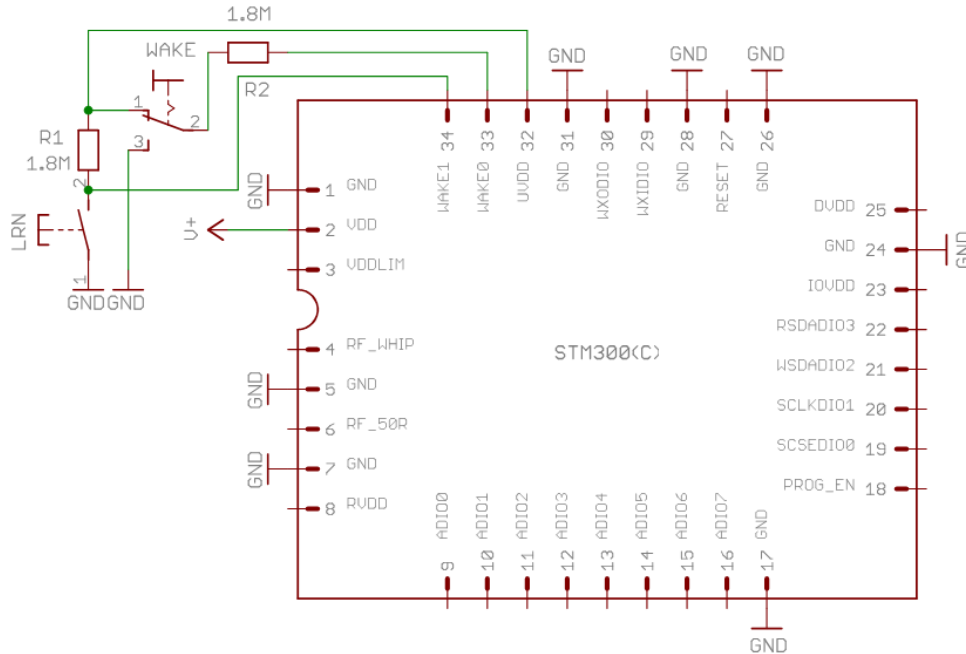 1.8M
WAKE
R2
R1
1.8M
1
2
3
2
LRN
1
GND
GND
V+
GND
GND
GND
34
33
32
31
30
29
28
27
26
WAKE1
WAKE0
UVDD
GND
WXODIO
WXIDIO
GND
RESET
GND
GND
1 GND
2 VDD
3 VDDLIM
4 RF_WHIP
GND
5 GND
6 RF_50R
GND
7 GND
8 RVDD
STM300(C)
DVDD 25
GND 24
GND
IOVDD 23
RSDADIO3 22
WSDADIO2 21
SCLKDIO1 20
SCSEDIO0 19
PROG_EN 18
ADIO0
ADIO1
ADIO2
ADIO3
ADIO4
ADIO5
ADIO6
ADIO7
GND
9
10
11
12
13
14
15
16
17
GND